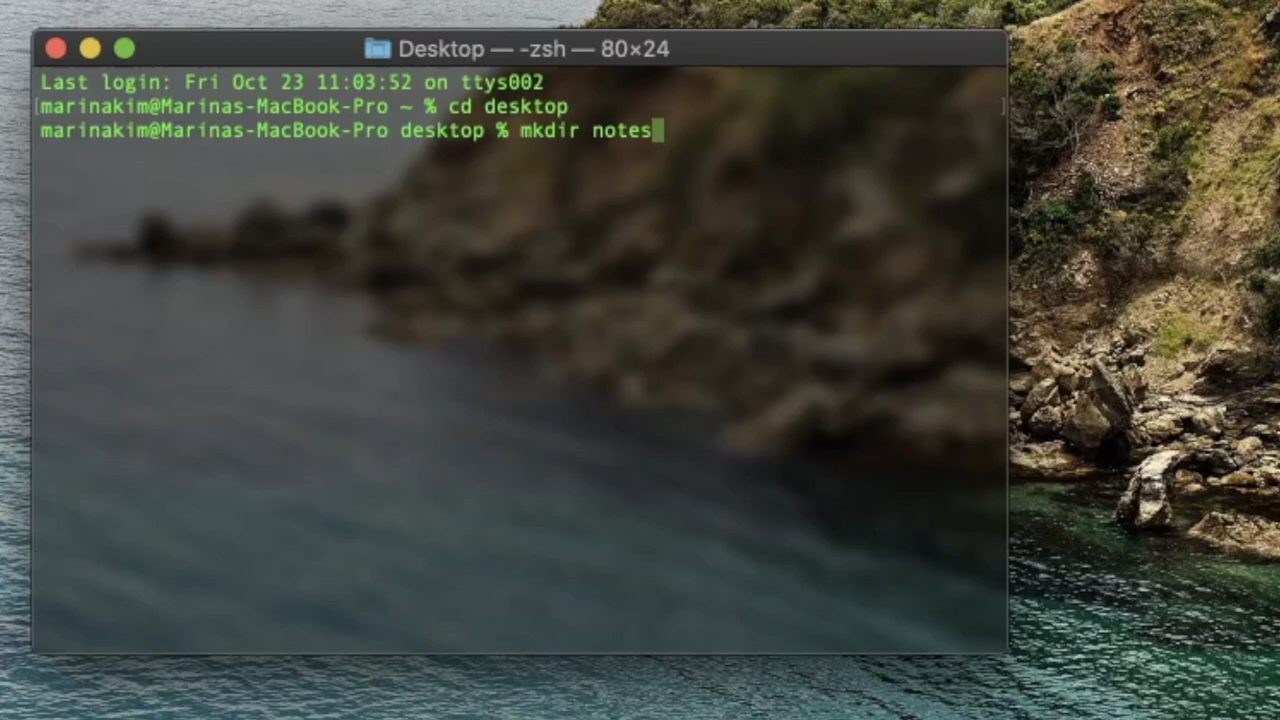 Desktop — -zsh — 80×24
Last login: Fri Oct 23 11:03:52 on ttys002
[marinakim@Marinas-MacBook-Pro ~ % cd desktop ]
marinakim@Marinas-MacBook-Pro desktop % mkdir notes